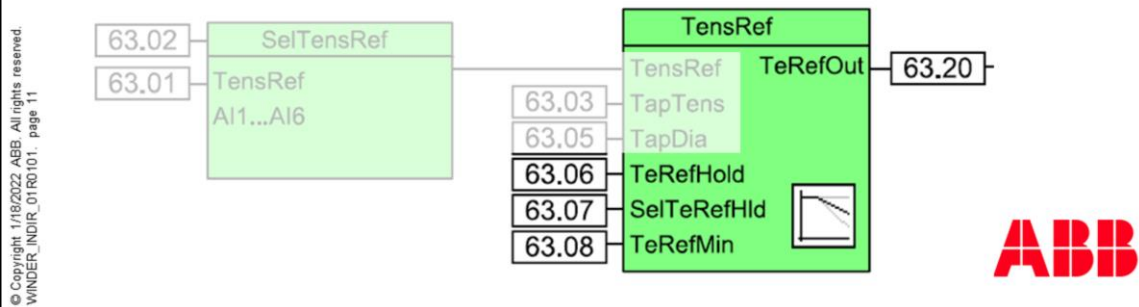 © Copyright 1/18/2022 ABB. All rights reserved.
WINDER_INDIR_01R0101. page 11
63.02
SelTensRef
63.01
TensRef
AI1...AI6
TensRef
TensRef
TeRefOut
63.20
63.03
TapTens
63.05
TapDia
63.06
TeRefHold
63.07
SelTeRefHld
63.08
TeRefMin
ABB